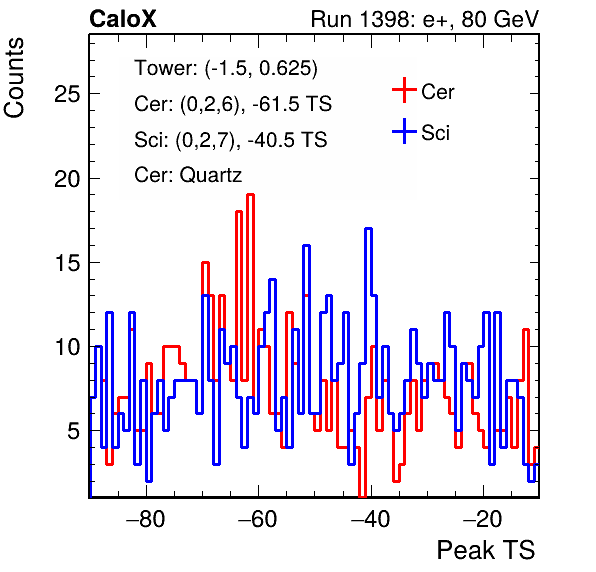 CaloX Run 1398: e+, 80 GeV
Counts
Tower: (-1.5, 0.625)
Cer: (0,2,6), -61.5 TS
Sci: (0,2,7), -40.5 TS
Cer: Quartz
Cer
Sci
25
20
15
10
5
−80 −60 −40 −20
Peak TS